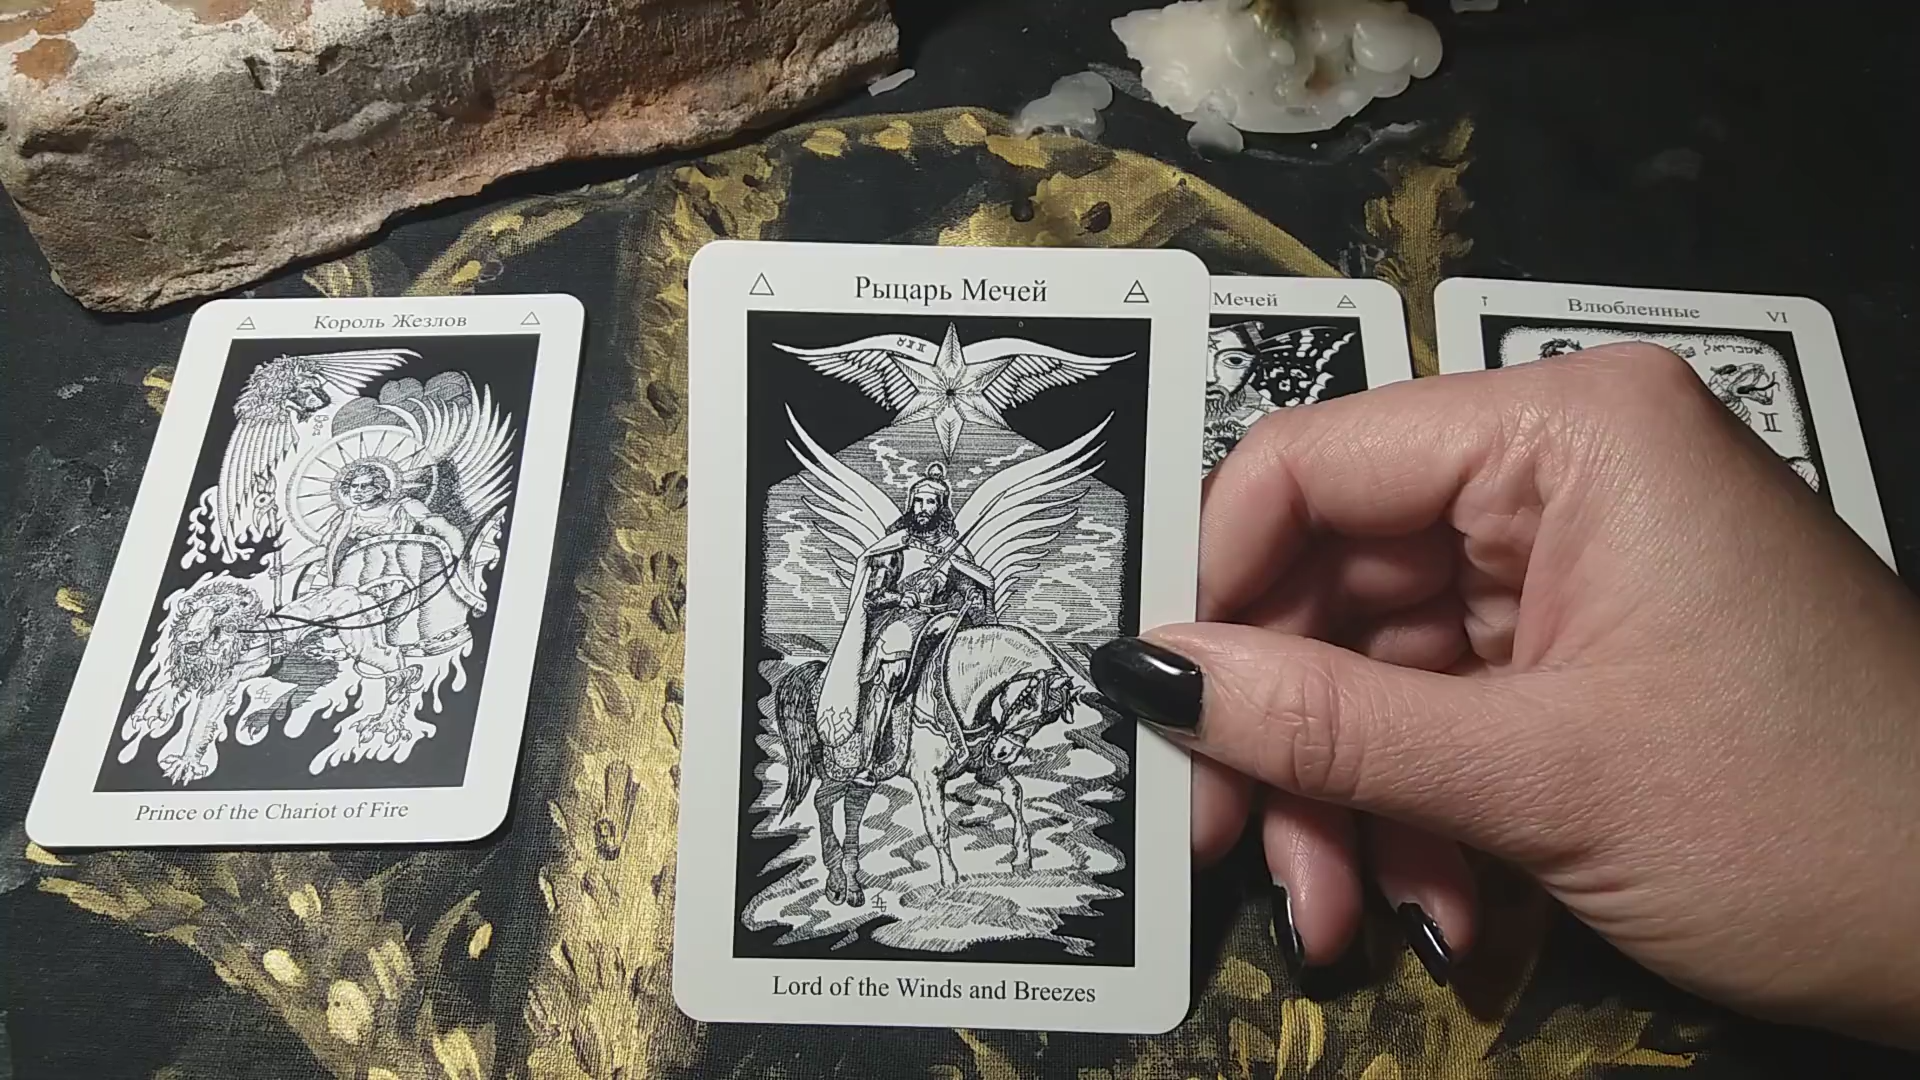 Король Жезлов
Prince of the Chariot of Fire
Рыцарь Мечей
Lord of the Winds and Breezes
Мечей
Влюбленные
VI